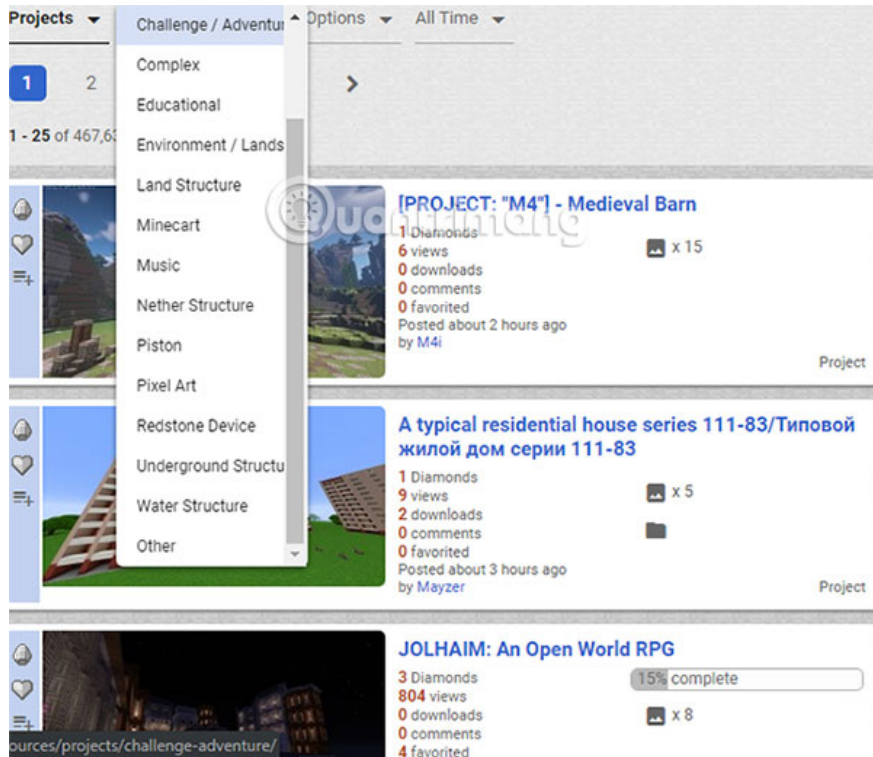 Projects
Options
All Time
Challenge / Adventu
1
2
1 - 25 of 467,63
Complex
Educational
Environment / Lands
Land Structure
Minecart
Music
Nether Structure
Piston
Pixel Art
Redstone Device
Underground Structu
Water Structure
Other
Quantrimang
[PROJECT: "M4"] - Medieval Barn
1 Diamonds
6 views
0 downloads
0 comments
0 favorited
Posted about 2 hours ago
by M4i
x 15
Project
A typical residential house series 111-83/Типовой
жилой дом серии 111-83
1 Diamonds
9 views
2 downloads
0 comments
0 favorited
Posted about 3 hours ago
by Mayzer
x 5
Project
JOLHAIM: An Open World RPG
3 Diamonds
804 views
0 downloads
0 comments
4 favorited
15% complete
x 8
ources/projects/challenge-adventure/